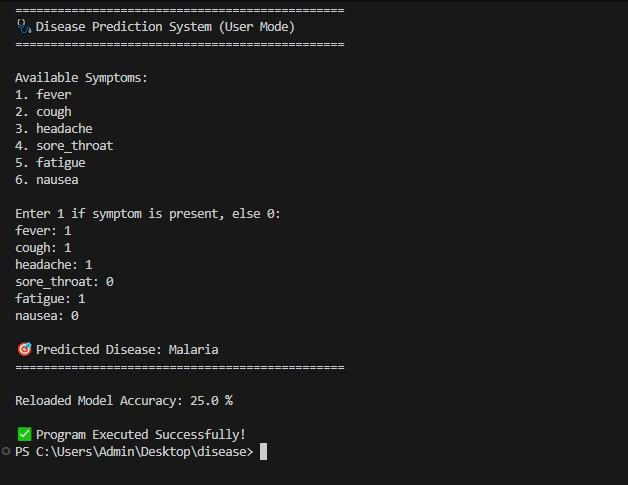 ===============================================
🩺 Disease Prediction System (User Mode)
===============================================
Available Symptoms:
1. fever
2. cough
3. headache
4. sore_throat
5. fatigue
6. nausea
Enter 1 if symptom is present, else 0:
fever: 1
cough: 1
headache: 1
sore_throat: 0
fatigue: 1
nausea: 0
🎯 Predicted Disease: Malaria
===============================================
Reloaded Model Accuracy: 25.0 %
✅ Program Executed Successfully!
PS C:\Users\Admin\Desktop\disease>